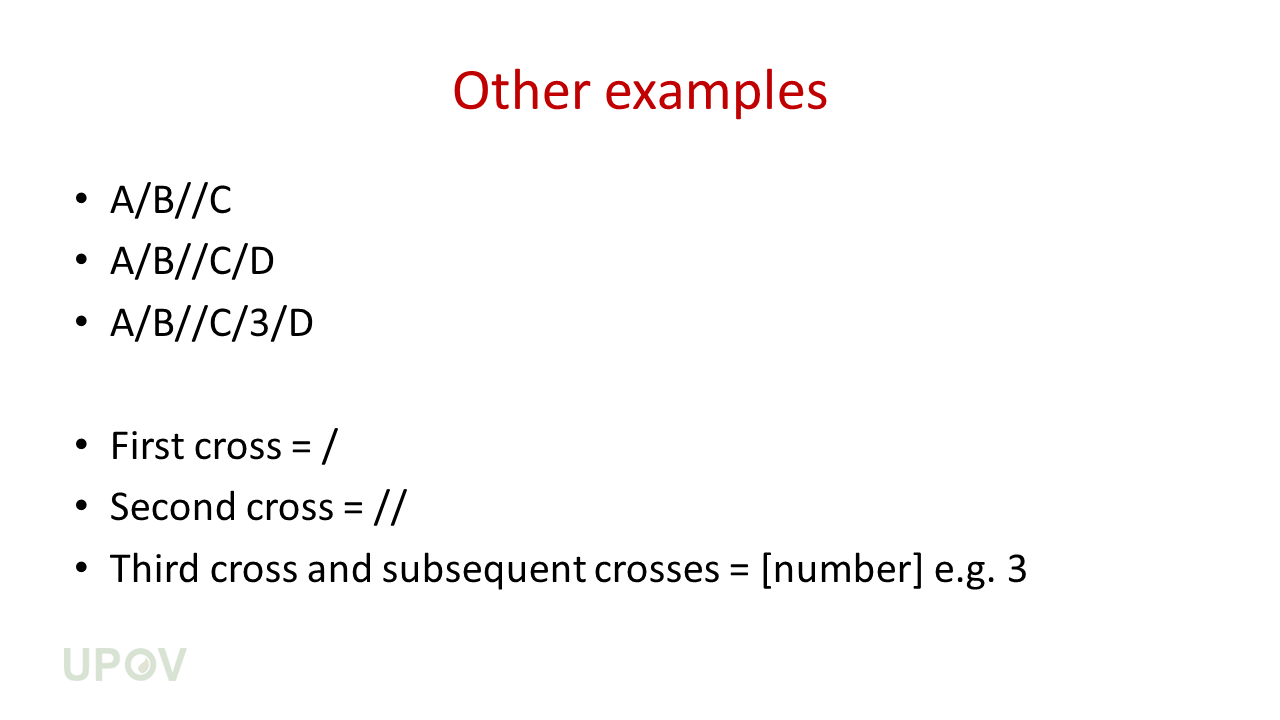 Other examples
• A/B//C
• A/B//C/D
• A/B//C/3/D
• First cross = /
• Second cross = //
• Third cross and subsequent crosses = [number] e.g. 3
UPOV